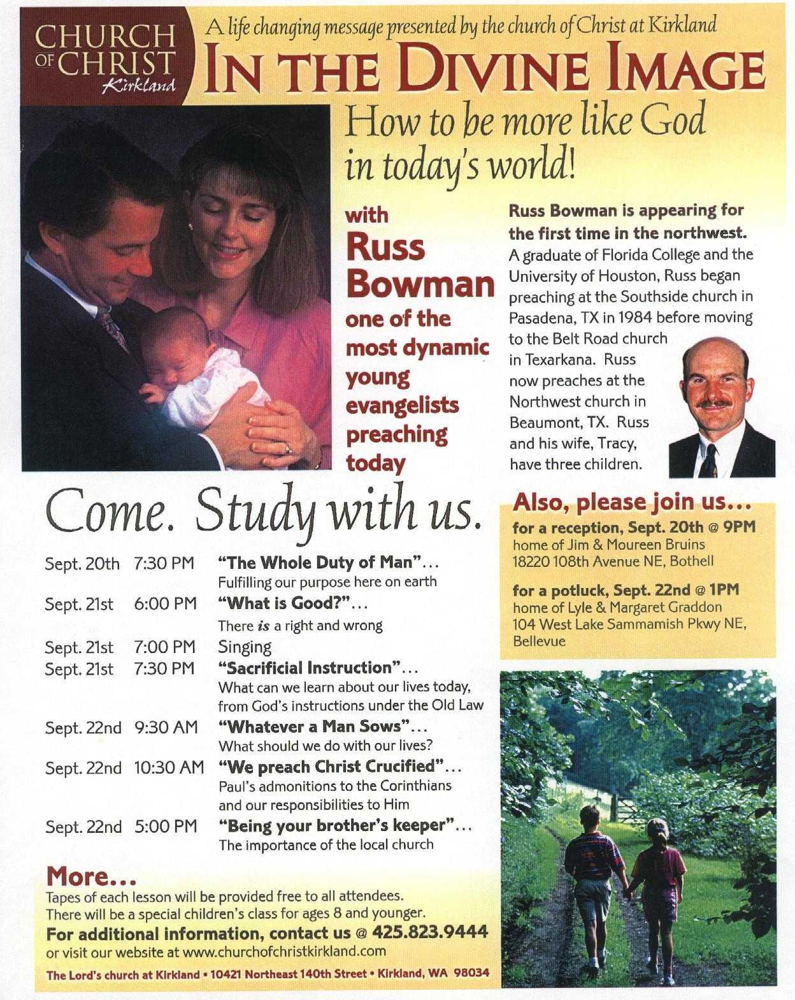 CHURCH
OF CHRIST
Kirkland
A life changing message presented by the church of Christ at Kirkland
IN THE DIVINE IMAGE
How to be more like God
in today's world!
with
Russ
Bowman
one of the
most dynamic
young
evangelists
preaching
today
Russ Bowman is appearing for
the first time in the northwest.
A graduate of Florida College and the
University of Houston, Russ began
preaching at the Southside church in
Pasadena, TX in 1984 before moving
to the Belt Road church
in Texarkana. Russ
now preaches at the
Northwest church in
Beaumont, TX. Russ
and his wife, Tracy,
have three children.
Come. Study with us.
Sept. 20th 7:30 PM "The Whole Duty of Man"...
Fulfilling our purpose here on earth
Sept. 21st 6:00 PM "What is Good?"...
There is a right and wrong
Sept. 21st 7:00 PM Singing
Sept. 21st 7:30 PM "Sacrificial Instruction"...
What can we learn about our lives today,
from God's instructions under the Old Law
Sept. 22nd 9:30 AM "Whatever a Man Sows"...
What should we do with our lives?
Sept. 22nd 10:30 AM "We preach Christ Crucified"...
Paul's admonitions to the Corinthians
and our responsibilities to Him
Sept. 22nd 5:00 PM "Being your brother's keeper"...
The importance of the local church
Also, please join us...
for a reception, Sept. 20th @ 9PM
home of Jim & Moureen Bruins
18220 108th Avenue NE, Bothell
for a potluck, Sept. 22nd @ 1PM
home of Lyle & Margaret Graddon
104 West Lake Sammamish Pkwy NE,
Bellevue
More...
Tapes of each lesson will be provided free to all attendees.
There will be a special children's class for ages 8 and younger.
For additional information, contact us @ 425.823.9444
or visit our website at www.churchofchristkirkland.com
The Lord's church at Kirkland • 10421 Northeast 140th Street • Kirkland, WA 98034